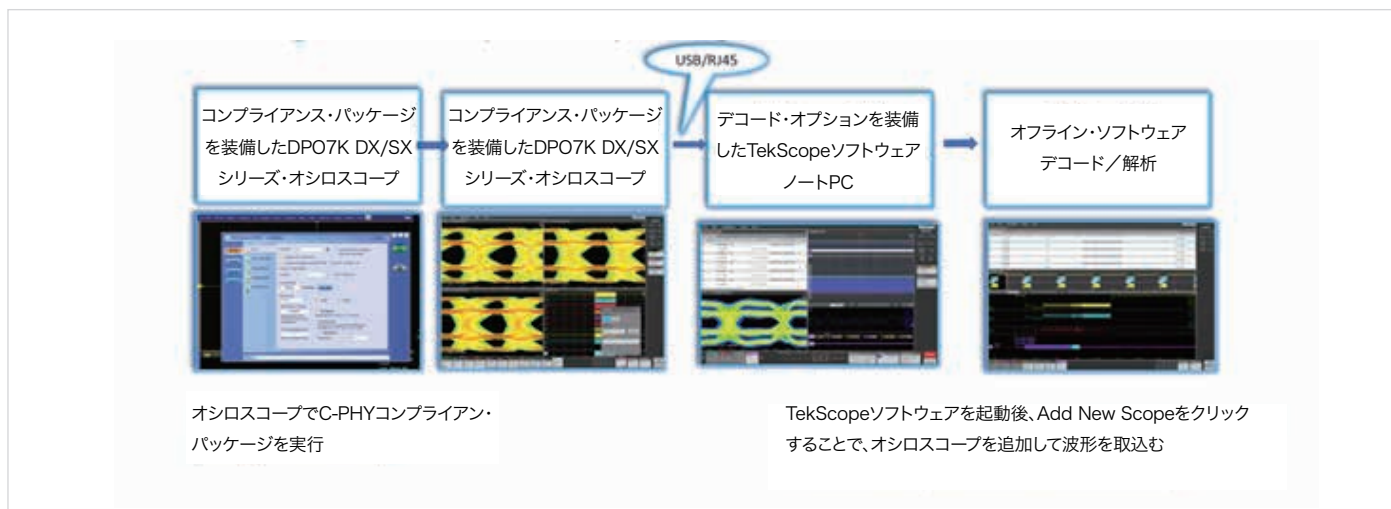 USB/RJ45
コンプライアンス・パッケージ
を装備したDPO7K DX/SX
シリーズ・オシロスコープ
コンプライアンス・パッケージ
を装備したDPO7K DX/SX
シリーズ・オシロスコープ
デコード・オプションを装備
したTekScopeソフトウェア
ノートPC
オフライン・ソフトウェア
デコード／解析
オシロスコープでC-PHYコンプライアン・
パッケージを実行
TekScopeソフトウェアを起動後、Add New Scopeをクリック
することで、オシロスコープを追加して波形を取込む